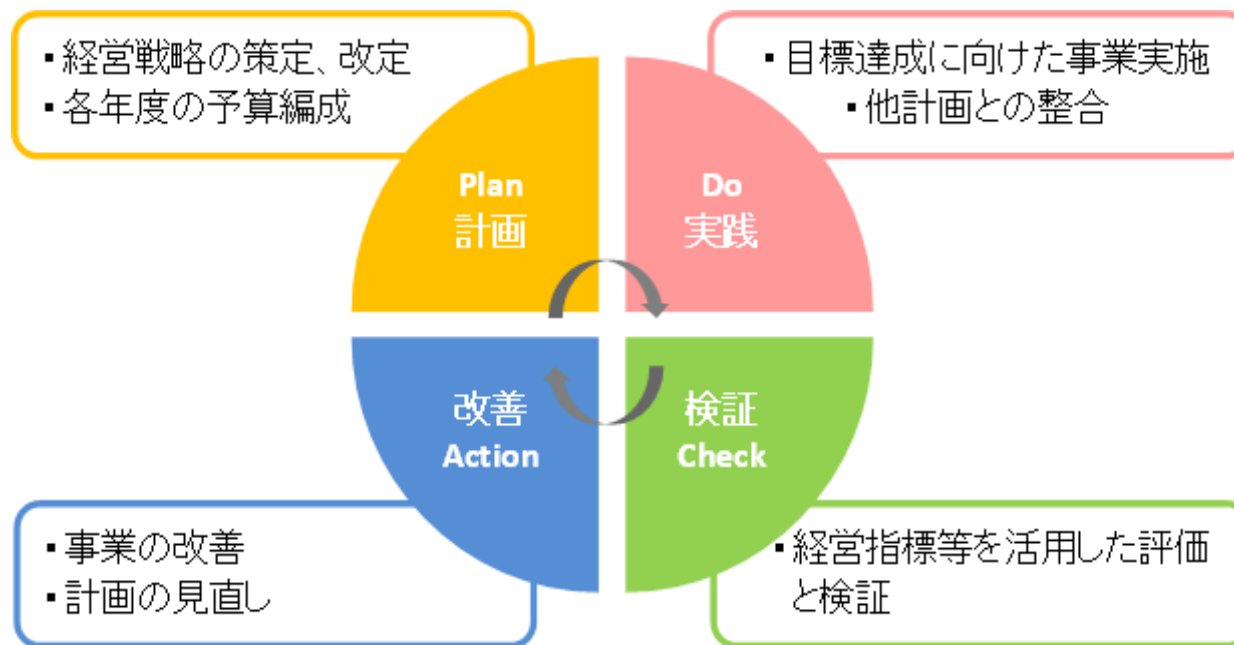 ▪経営戦略の策定、改定
▪各年度の予算編成
▪目標達成に向けた事業実施
▪他計画との整合
Plan
計画
Do
実践
改善
Action
検証
Check
▪事業の改善
▪計画の見直し
▪経営指標等を活用した評価
と検証